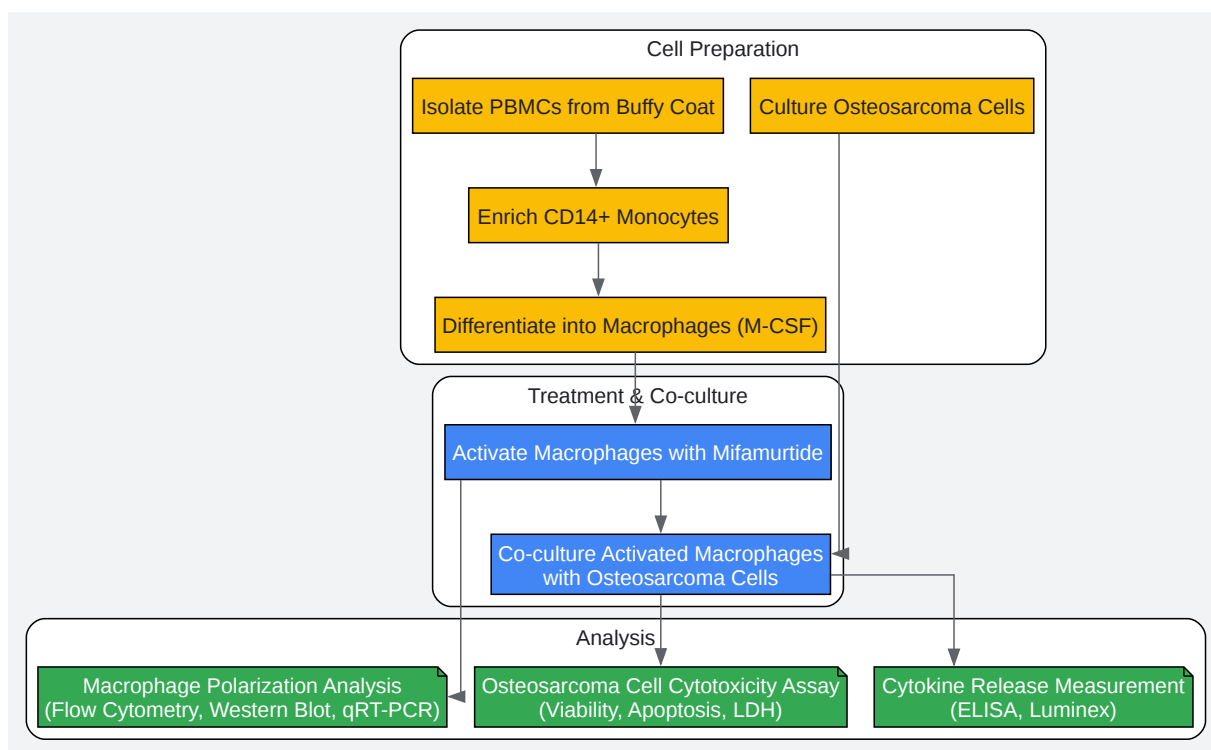 Cell Preparation
Isolate PBMCs from Buffy Coat
Culture Osteosarcoma Cells
Enrich CD14+ Monocytes
Differentiate into Macrophages (M-CSF)
Treatment & Co-culture
Activate Macrophages with Mifamurtide
Co-culture Activated Macrophages
with Osteosarcoma Cells
Analysis
Macrophage Polarization Analysis
(Flow Cytometry, Western Blot, qRT-PCR)
Osteosarcoma Cell Cytotoxicity Assay
(Viability, Apoptosis, LDH)
Cytokine Release Measurement
(ELISA, Luminex)